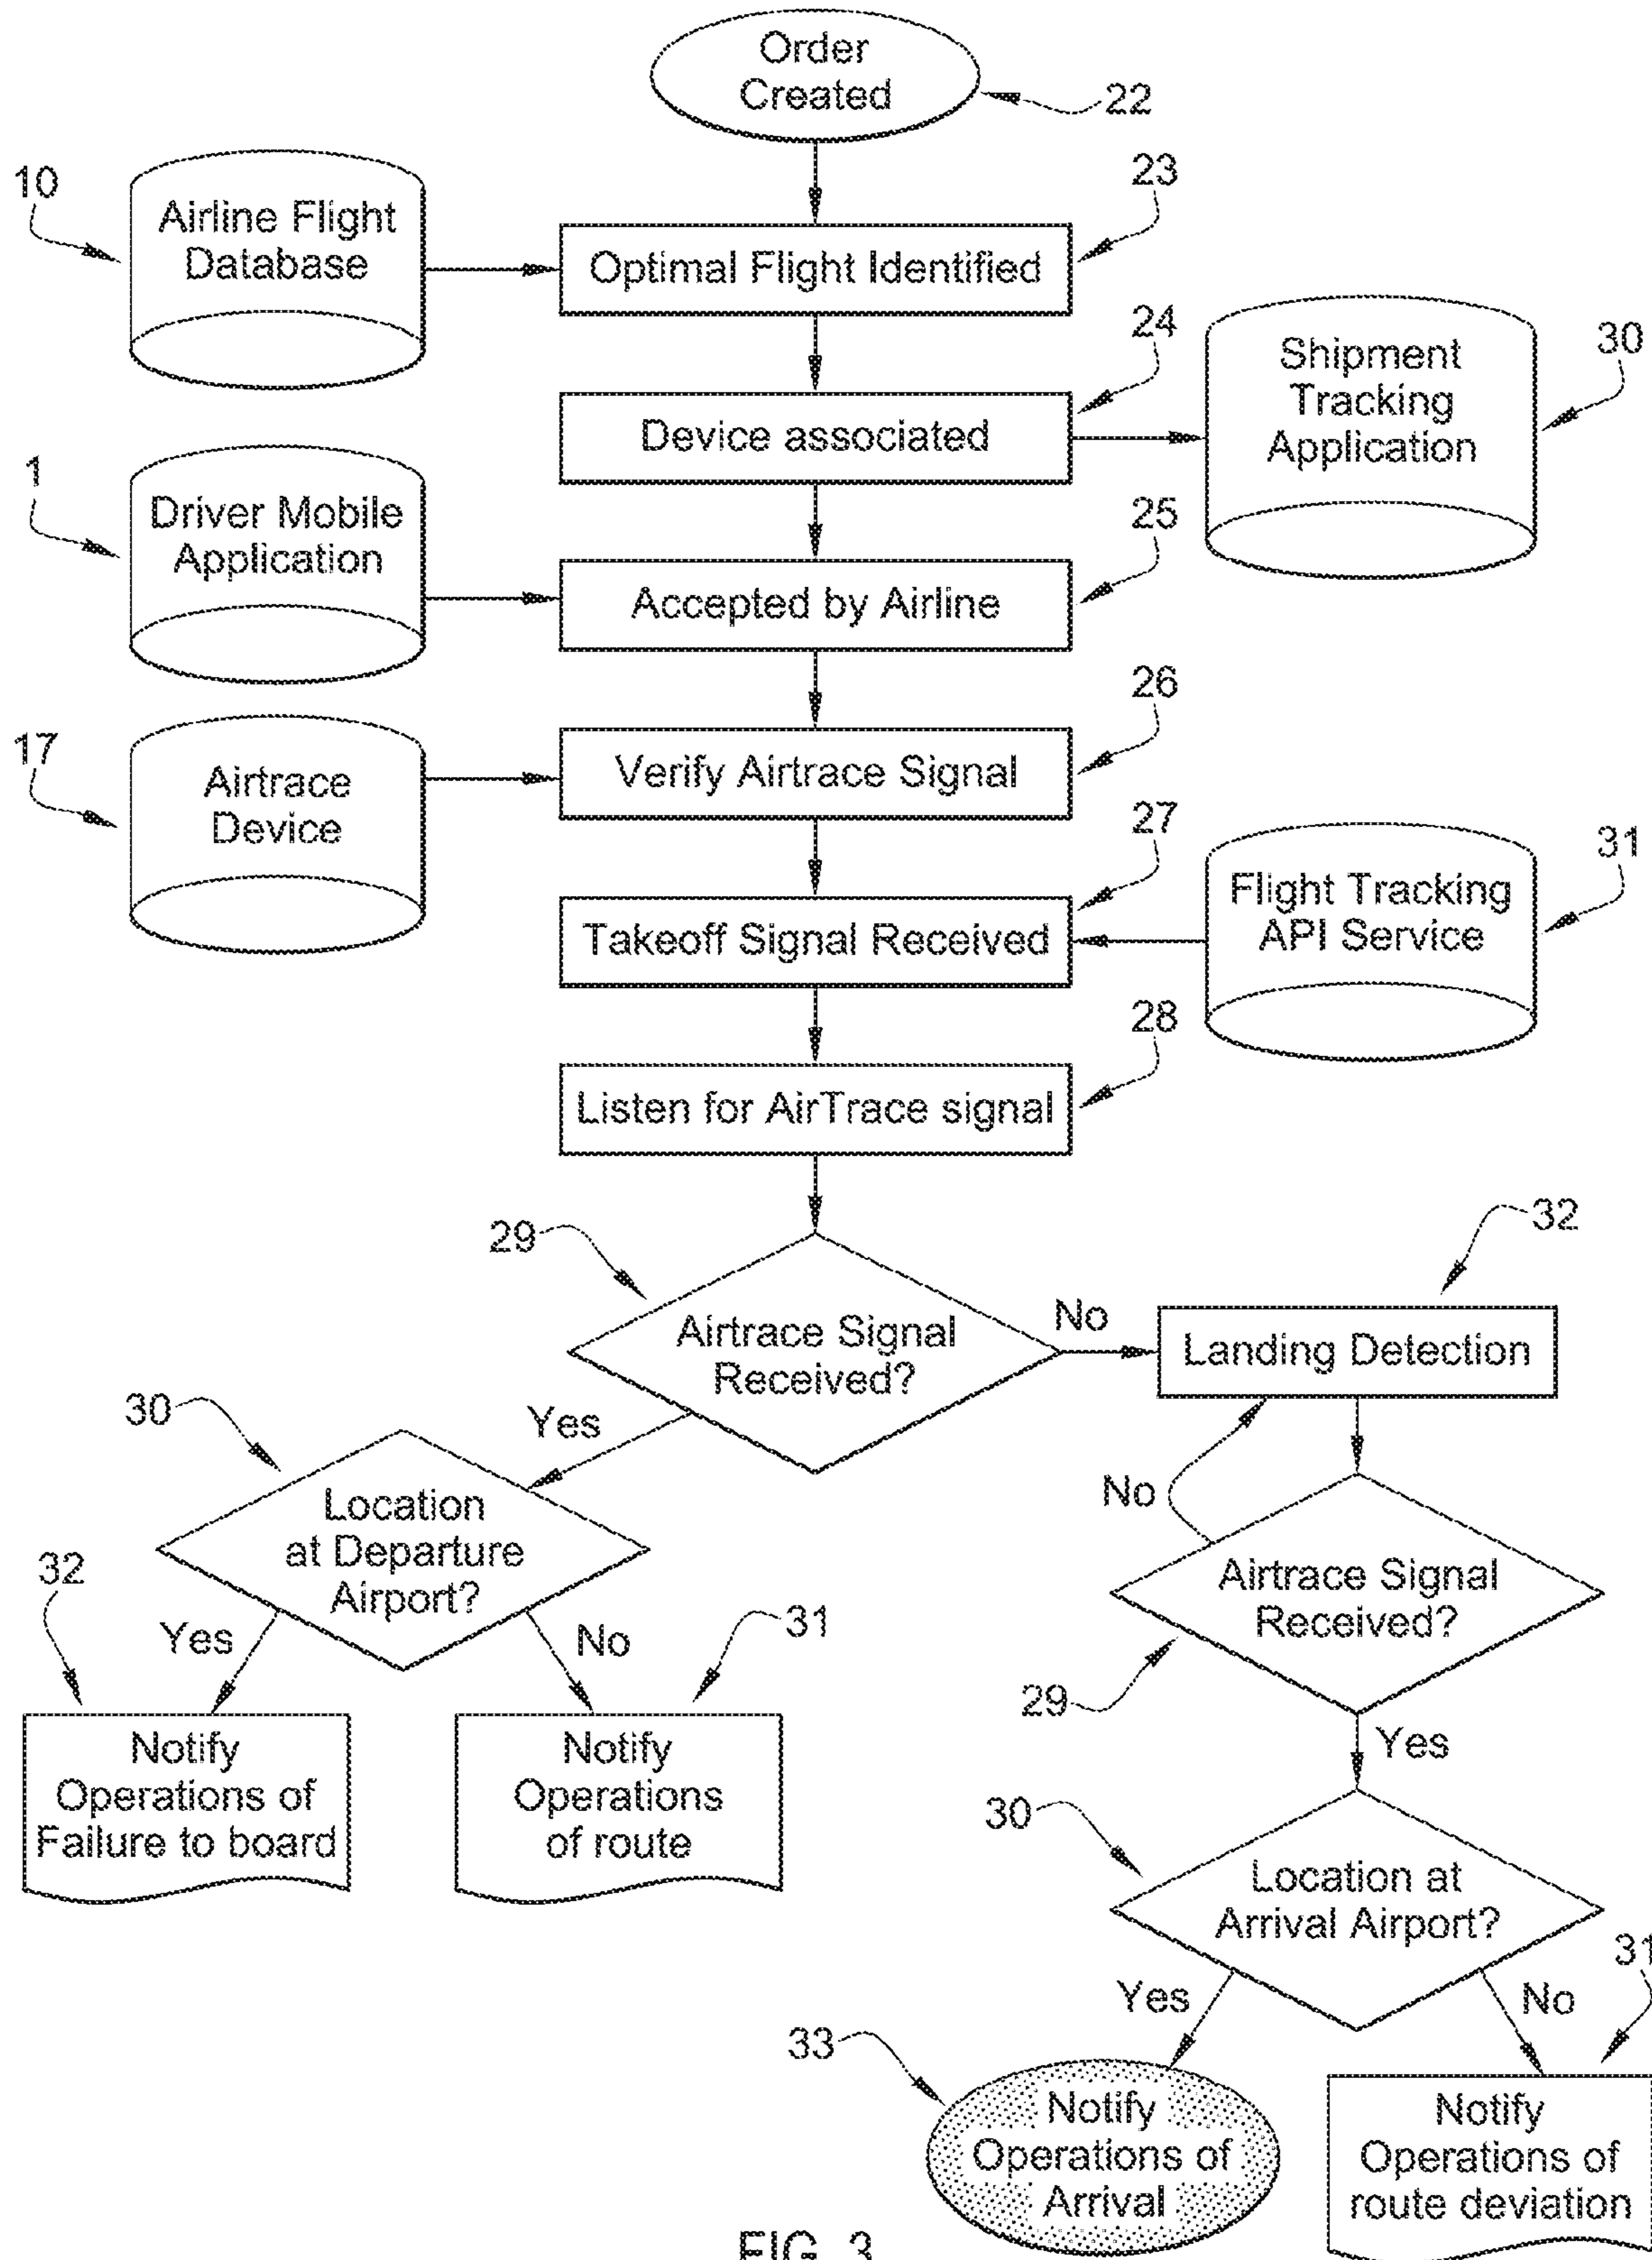 Order
Created
22
10
Airline Flight
Database
23
Optimal Flight Identified
24
Device associated
Shipment
Tracking
Application
30
1
Driver Mobile
Application
25
Accepted by Airline
26
17
Airtrace
Device
Verify Airtrace Signal
27
Takeoff Signal Received
Flight Tracking
API Service
31
28
Listen for AirTrace signal
29
Airtrace Signal
Received?
No
32
Landing Detection
Yes
30
Location
at Departure
Airport?
No
Airtrace Signal
Received?
29
32
Yes
No
31
Yes
Notify
Operations of
Failure to board
Notify
Operations
of route
30
Location at
Arrival Airport?
Yes
No
31
33
Notify
Operations of
Arrival
Notify
Operations of
route deviation
FIG. 3